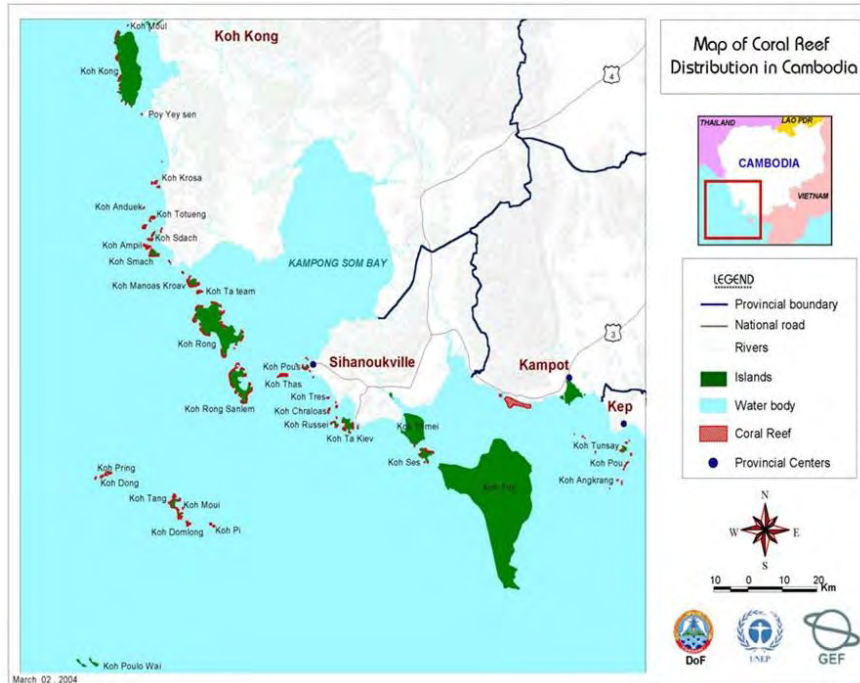 Map of Coral Reef
Distribution in Cambodia
THAILAND
LAO PDR
CAMBODIA
VIETNAM
LEGEND
Provincial boundary
National road
Rivers
Islands
Water body
Coral Reef
Provincial Centers
N
W
E
S
10 0 10 20
Km
DoF
UNEP
GEF
Koh Moul
Koh Kong
Koh Kong
4
Poy Yey sen
Koh Krosa
Koh Anduek
Koh Totueng
Koh Sdach
Koh Ampil
Koh Smach
KAMPONG SOM BAY
Koh Manoas Kroav
Koh Ta team
Koh Rong
3
Sihanoukville
Koh Pous
Koh Thas
Kampot
Koh Rong Sanlem
Koh Tres
Koh Chraloas
Koh Russei
Koh Ta Kiev
Kep
Koh Tunsay
Koh Ses
Koh Pou
Koh Angkrang
Koh Pring
Koh Dong
Koh Tang
Koh Moui
Koh Domlong
Koh Pi
Koh Poulo Wai
March 02 , 2004